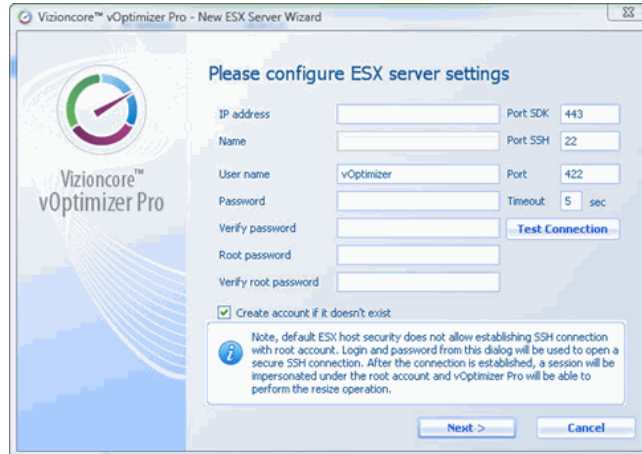 Vizioncore™ vOptimizer Pro - New ESX Server Wizard
Please configure ESX server settings
IP address
Port SDK 443
Name
Port SSH 22
User name vOptimizer
Port 422
Password
Timeout 5 sec
Verify password
Test Connection
Root password
Verify root password
Create account if it doesn't exist
Vizioncore™
vOptimizer Pro
Note, default ESX host security does not allow establishing SSH connection
with root account. Login and password from this dialog will be used to open a
secure SSH connection. After the connection is established, a session will be
impersonated under the root account and vOptimizer Pro will be able to
perform the resize operation.
Next >
Cancel